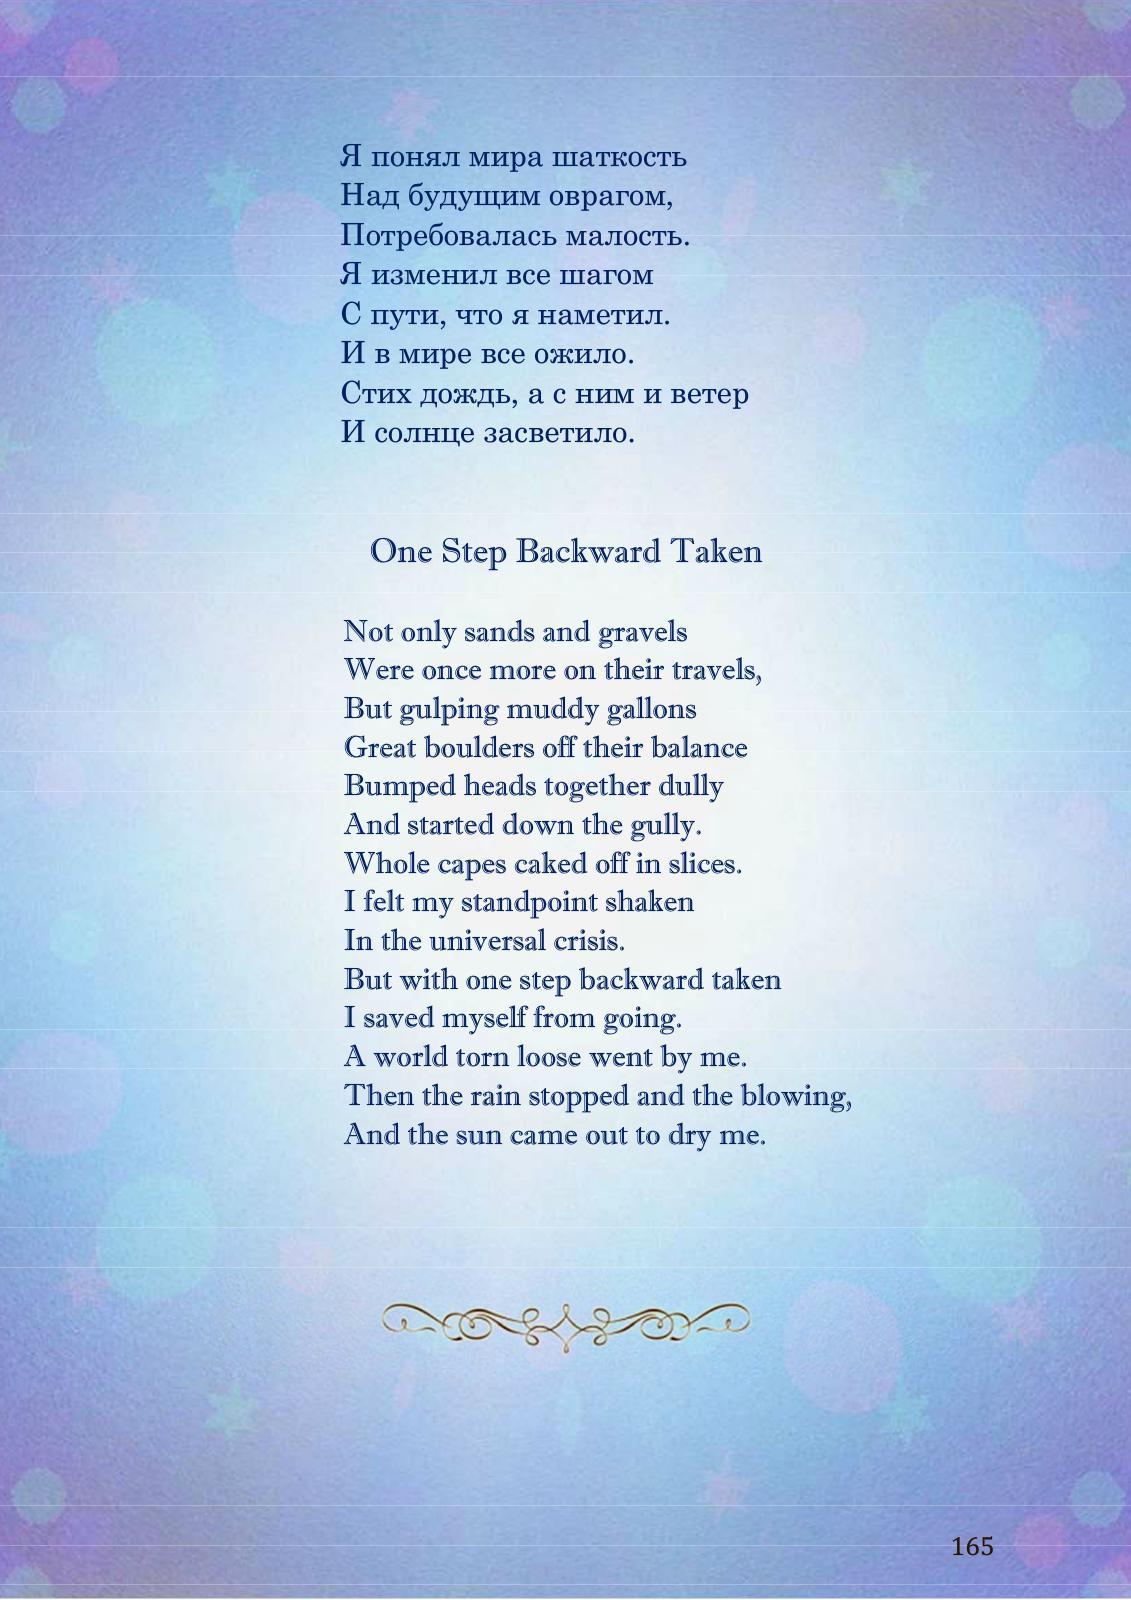 Я понял мира шаткость
Над будущим оврагом,
Потребовалась малость.
Я изменил все шагом
С пути, что я наметил.
И в мире все ожило.
Стих дождь, а с ним и ветер
И солнце засветило.
One Step Backward Taken
Not only sands and gravels
Were once more on their travels,
But gulping muddy gallons
Great boulders off their balance
Bumped heads together dully
And started down the gully.
Whole capes caked off in slices.
I felt my standpoint shaken
In the universal crisis.
But with one step backward taken
I saved myself from going.
A world torn loose went by me.
Then the rain stopped and the blowing,
And the sun came out to dry me.
165